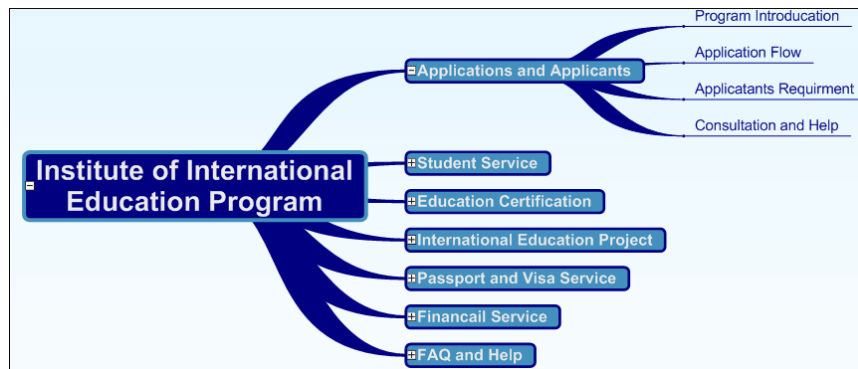 Program Introducation
Application Flow
Applications and Applicants
Applicatants Requirment
Consultation and Help
Institute of International
Education Program
Student Service
Education Certification
International Education Project
Passport and Visa Service
Financail Service
FAQ and Help